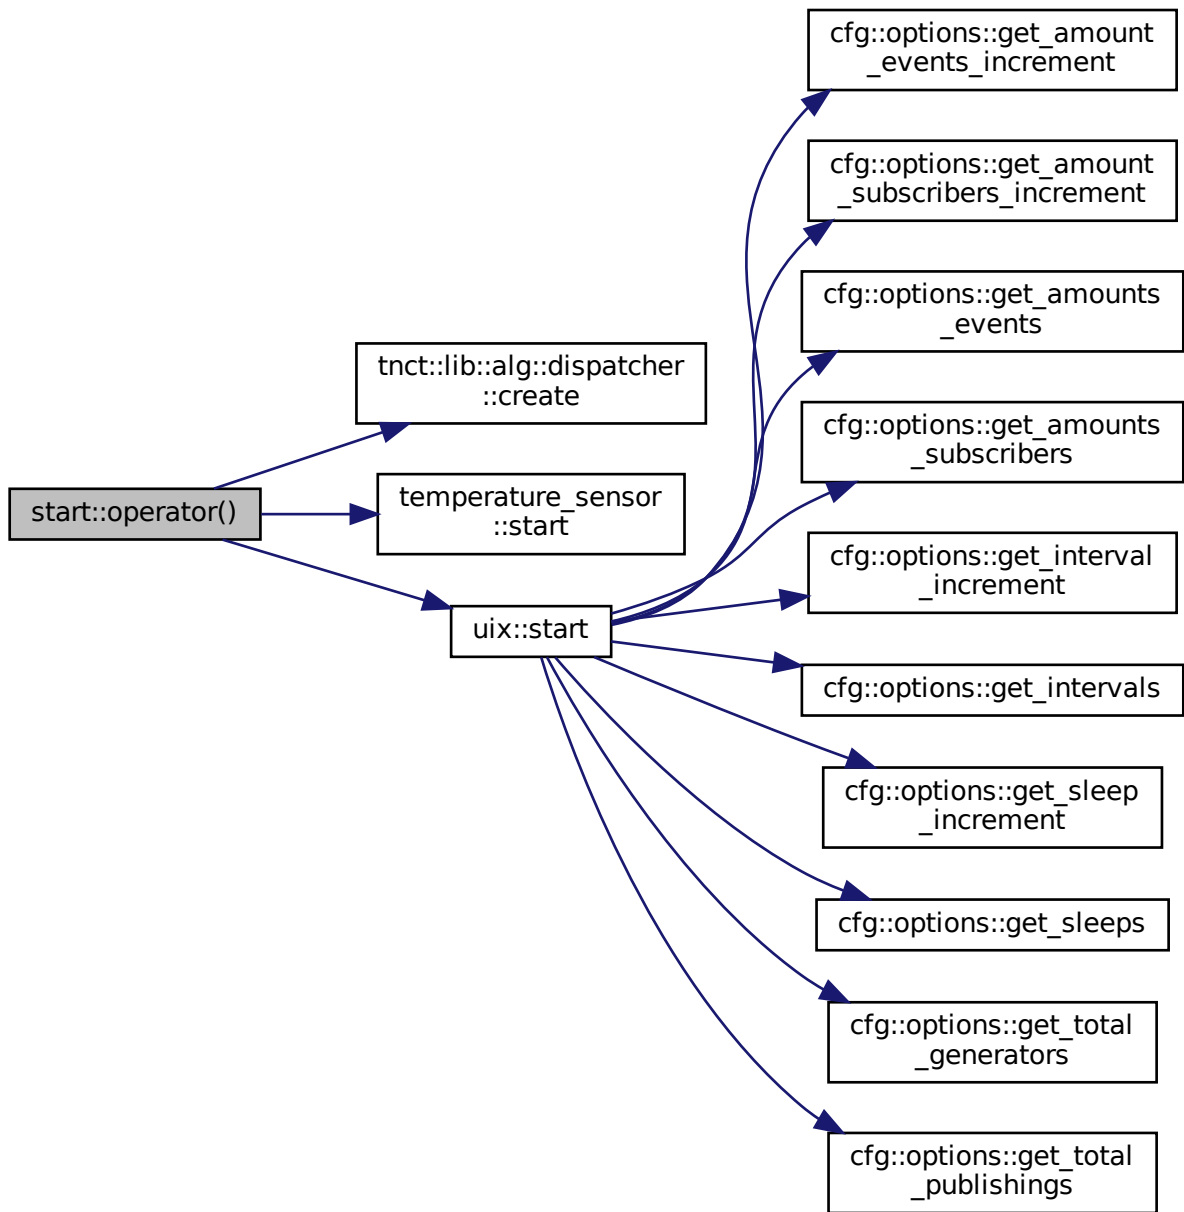 cfg::options::get_amount
_events_increment
cfg::options::get_amount
_subscribers_increment
cfg::options::get_amounts
_events
tnct::lib::alg::dispatcher
::create
cfg::options::get_amounts
_subscribers
start::operator()
temperature_sensor
::start
cfg::options::get_interval
_increment
uix::start
cfg::options::get_intervals
cfg::options::get_sleep
_increment
cfg::options::get_sleeps
cfg::options::get_total
_generators
cfg::options::get_total
_publishings